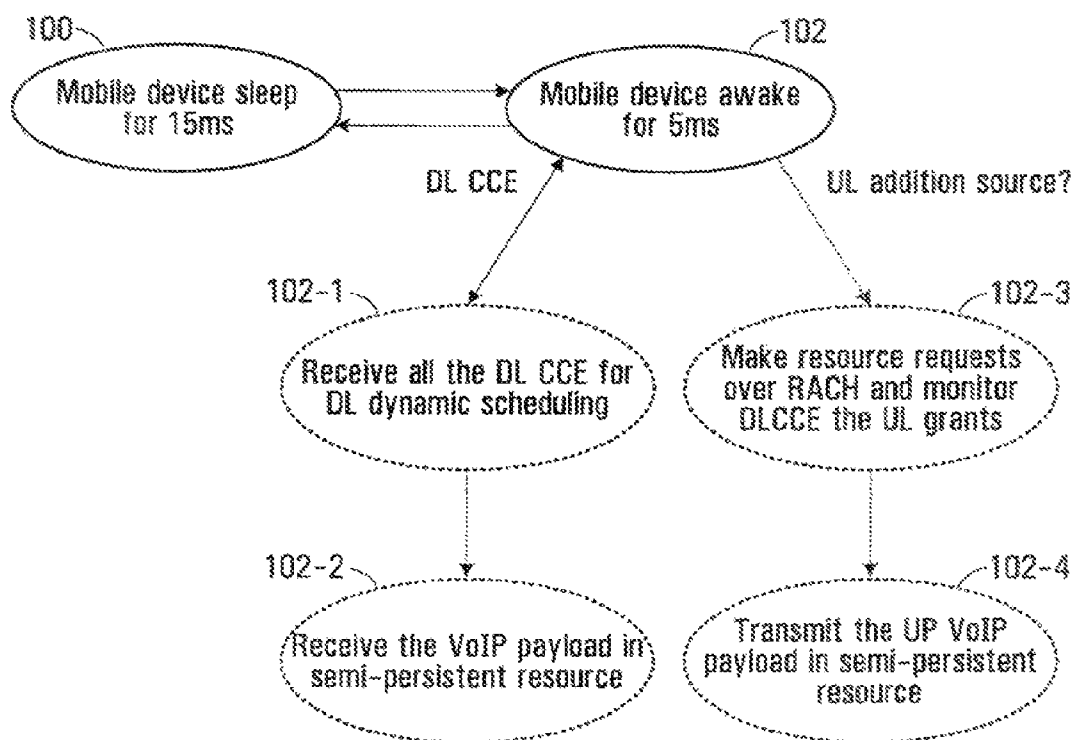 100
Mobile device sleep
for 15ms
102
Mobile device awake
for 5ms
DL CCE
UL addition source?
102-1
Receive all the DL CCE for
DL dynamic scheduling
102-3
Make resource requests
over RACH and monitor
DLCCE the UL grants
102-2
Receive the VoIP payload in
semi-persistent resource
102-4
Transmit the UP VoIP
payload in semi-persistent
resource